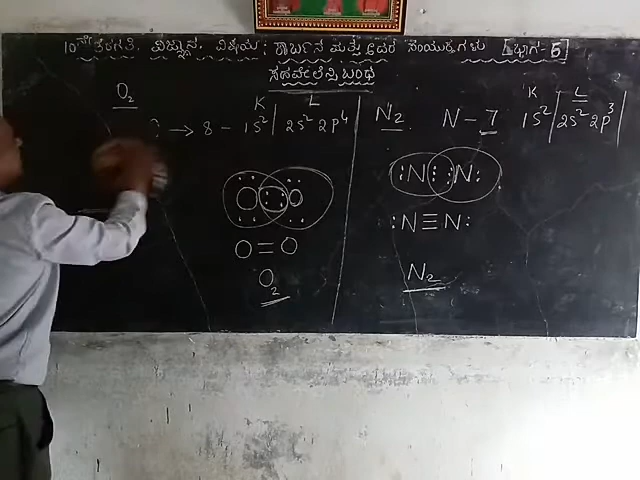 10ನೇ ತರಗತಿ. ವಿಜ್ಞಾನ. ವಿಷಯ : ಕಾರ್ಬನ ಮತ್ತು ಅದರ ಸಂಯುಕ್ತಗಳು [ಭಾಗ-5]
ಸಹವೇಲೆನ್ಸಿ ಬಂಧ
O₂
K L
→ 8 - 1s² | 2s² 2p⁴
O O
O = O
O₂
N₂ N - 7
K L
1s² | 2s² 2p³
:N N:
:N≡N:
N₂